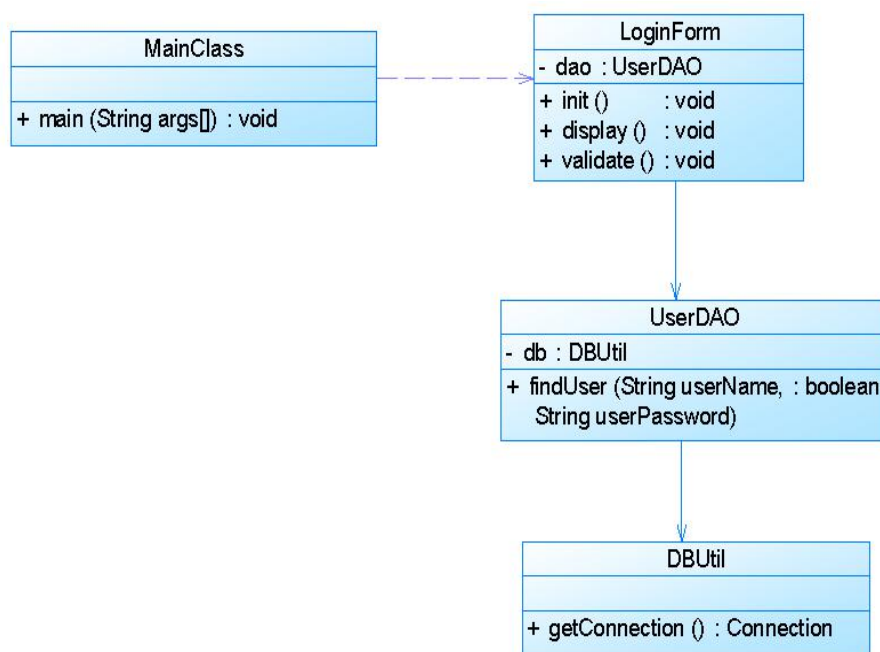 MainClass
+ main (String args[]) : void
LoginForm
- dao : UserDAO
+ init () : void
+ display () : void
+ validate () : void
UserDAO
- db : DBUtil
+ findUser (String userName, : boolean
String userPassword)
DBUtil
+ getConnection () : Connection